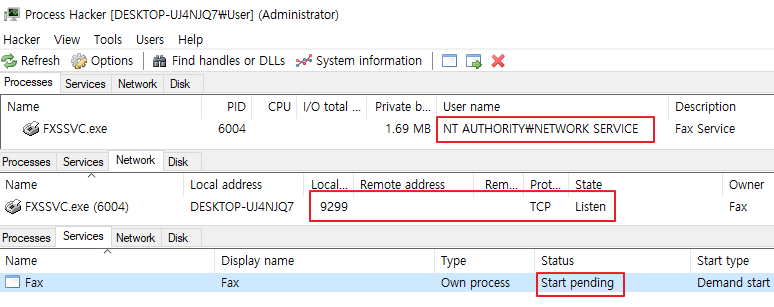 Process Hacker [DESKTOP-UJ4NJQ7₩User] (Administrator)
Hacker View Tools Users Help
Refresh Options Find handles or DLLs System information
Processes Services Network Disk
Name PID CPU I/O total ... Private b... User name Description
FXSSVC.exe 6004 1.69 MB NT AUTHORITY₩NETWORK SERVICE Fax Service
Processes Services Network Disk
Name Local address Local... Remote address Rem... Prot... State Owner
FXSSVC.exe (6004) DESKTOP-UJ4NJQ7 9299 TCP Listen Fax
Processes Services Network Disk
Name Display name Type Status Start type
Fax Fax Own process Start pending Demand start